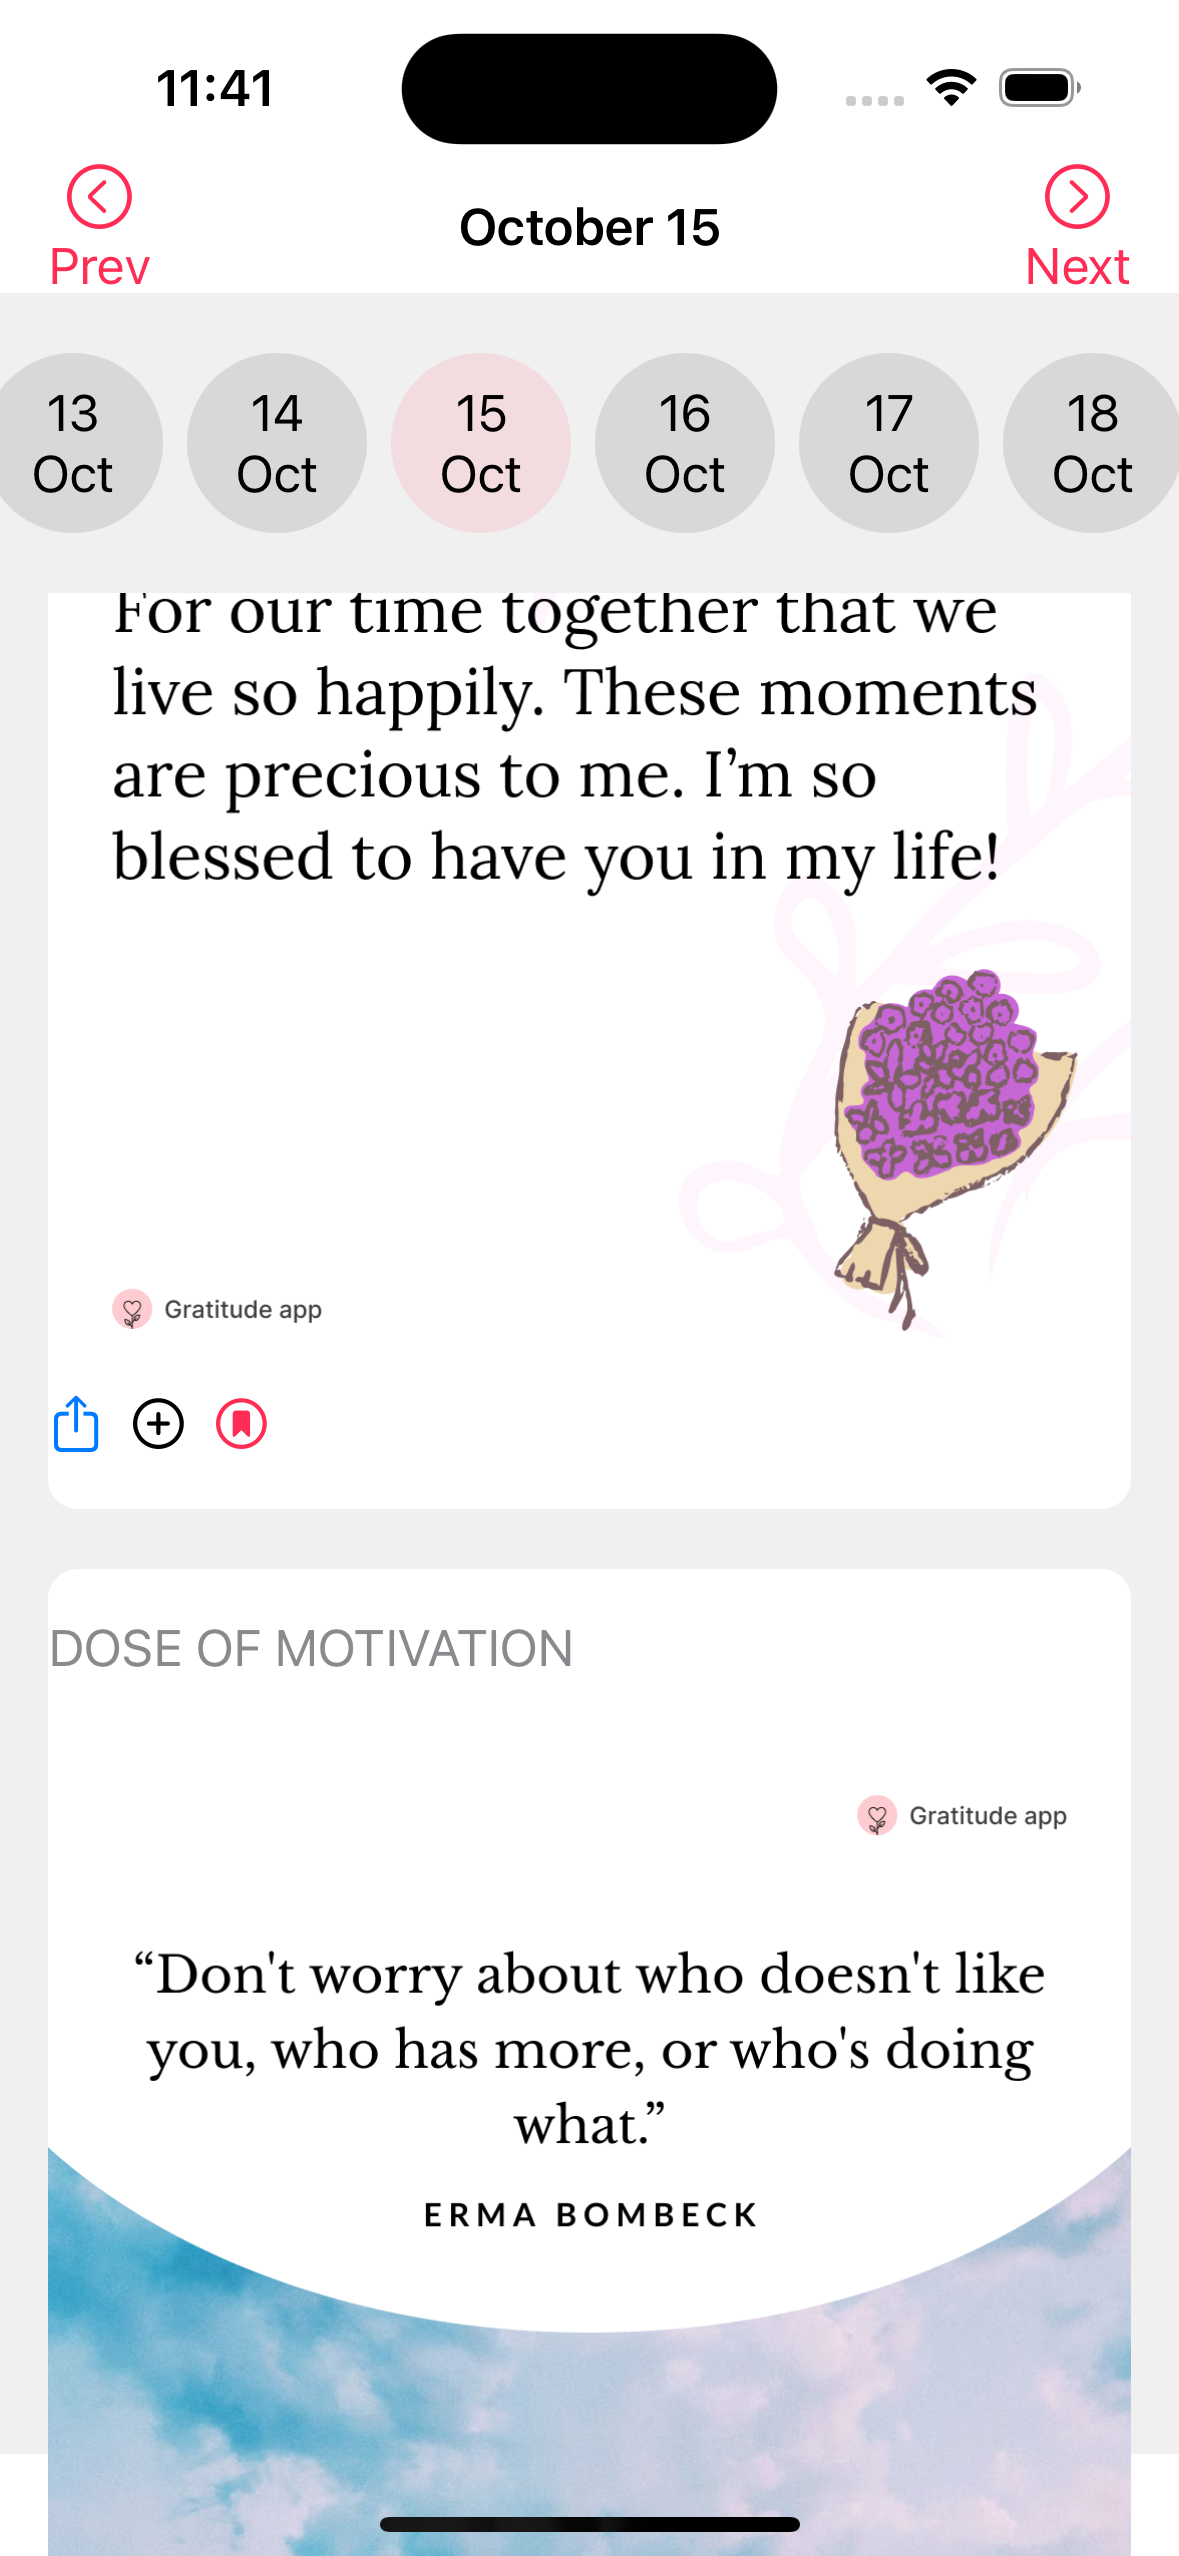 11:41
Prev
October 15
Next
13
Oct
14
Oct
15
Oct
16
Oct
17
Oct
18
Oct
For our time together that we
live so happily. These moments
are precious to me. I’m so
blessed to have you in my life!
Gratitude app
DOSE OF MOTIVATION
Gratitude app
“Don't worry about who doesn't like
you, who has more, or who's doing
what.”
ERMA BOMBECK